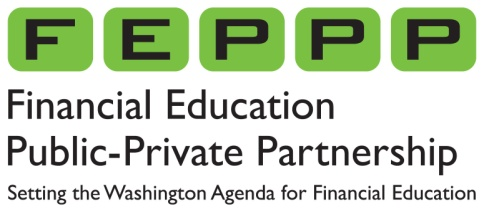 FEPPP
Financial Education
Public-Private Partnership
Setting the Washington Agenda for Financial Education